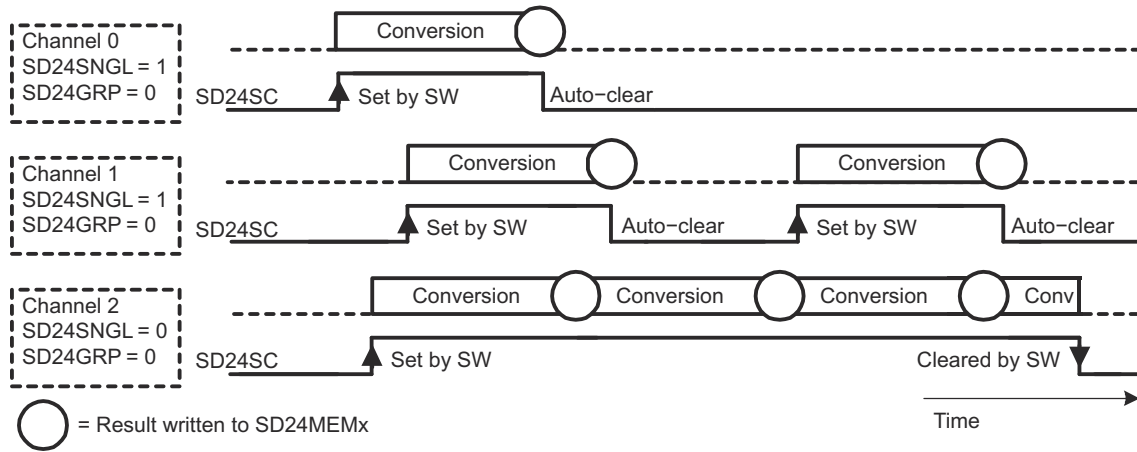 Channel 0
SD24SNGL = 1
SD24GRP = 0
Conversion
SD24SC
Set by SW
Auto−clear
Channel 1
SD24SNGL = 1
SD24GRP = 0
Conversion
Conversion
SD24SC
Set by SW
Auto−clear
Set by SW
Auto−clear
Channel 2
SD24SNGL = 0
SD24GRP = 0
Conversion
Conversion
Conversion
Conv
SD24SC
Set by SW
Cleared by SW
= Result written to SD24MEMx
Time